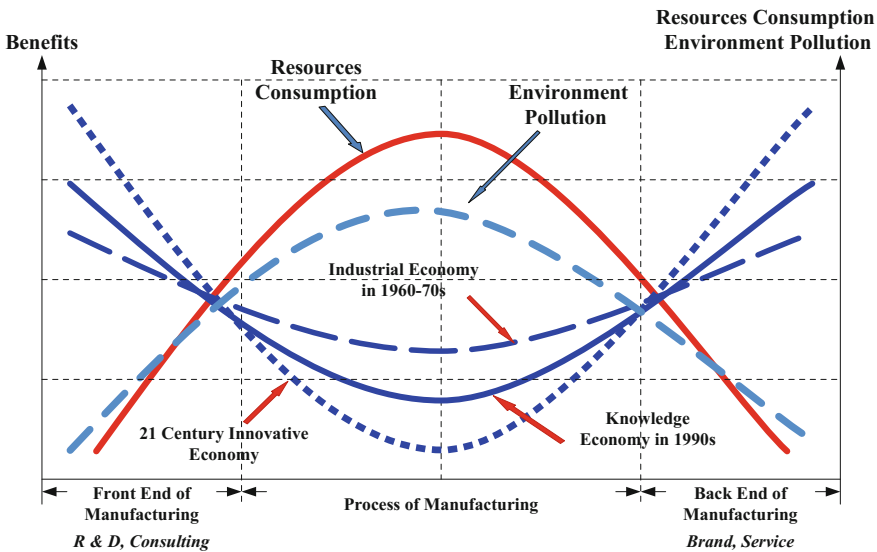 Benefits
Resources Consumption
Environment Pollution
Resources
Consumption
Environment
Pollution
Industrial Economy
in 1960-70s
21 Century Innovative
Economy
Knowledge
Economy in 1990s
Front End of
Manufacturing
R & D, Consulting
Process of Manufacturing
Back End of
Manufacturing
Brand, Service